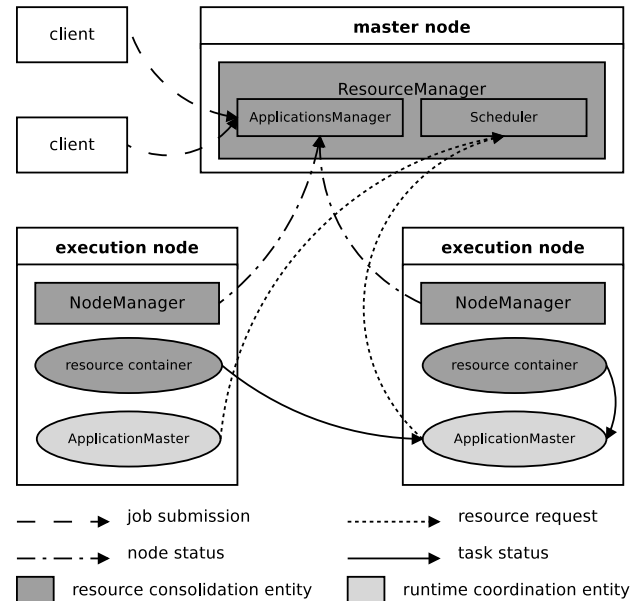 client
master node
ResourceManager
ApplicationsManager
Scheduler
client
execution node
execution node
NodeManager
NodeManager
resource container
resource container
ApplicationMaster
ApplicationMaster
job submission
resource request
node status
task status
resource consolidation entity
runtime coordination entity